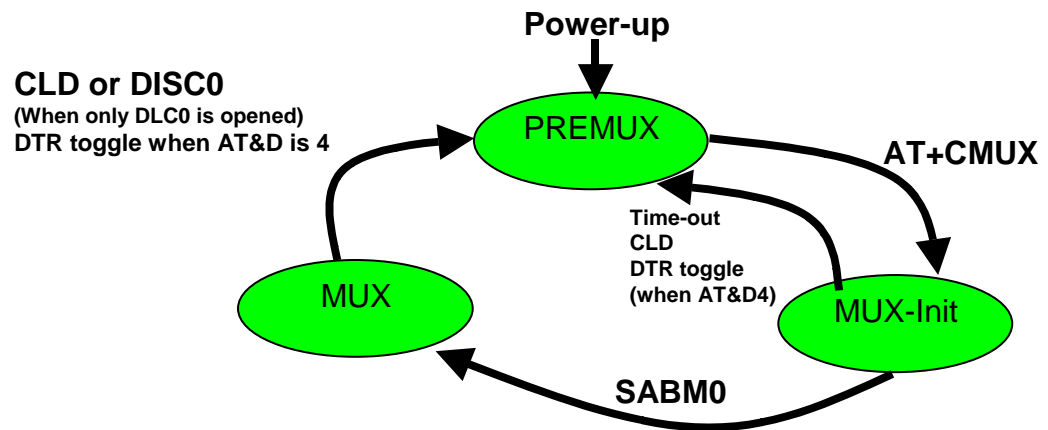 Power-up
CLD or DISC0
(When only DLC0 is opened)
DTR toggle when AT&D is 4
PREMUX
AT+CMUX
Time-out
CLD
DTR toggle
(when AT&D4)
MUX
MUX-Init
SABM0